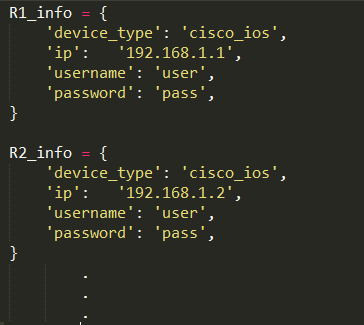 R1_info = {
    'device_type': 'cisco_ios',
    'ip':   '192.168.1.1',
    'username': 'user',
    'password': 'pass',
}

R2_info = {
    'device_type': 'cisco_ios',
    'ip':   '192.168.1.2',
    'username': 'user',
    'password': 'pass',
}
        .
        .
        .